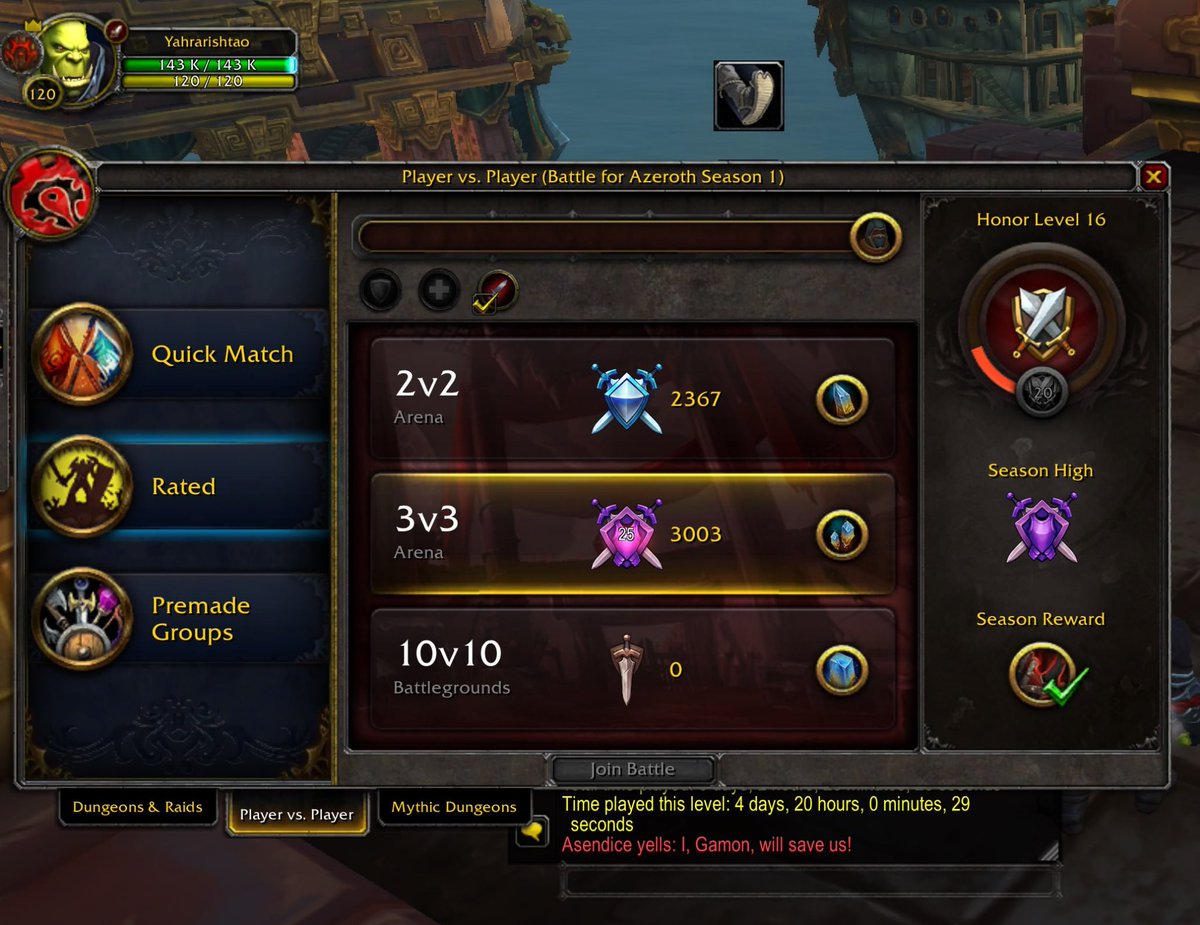 Yahrarishtao
143 K / 143 K
120 / 120
120
Player vs. Player (Battle for Azeroth Season 1)
Honor Level 16
20
Quick Match
Rated
Premade
Groups
2v2
Arena
2367
3v3
Arena
25
3003
10v10
Battlegrounds
0
Season High
Season Reward
Join Battle
Dungeons & Raids
Player vs. Player
Mythic Dungeons
Time played this level: 4 days, 20 hours, 0 minutes, 29
seconds
Asendice yells: I, Gamon, will save us!